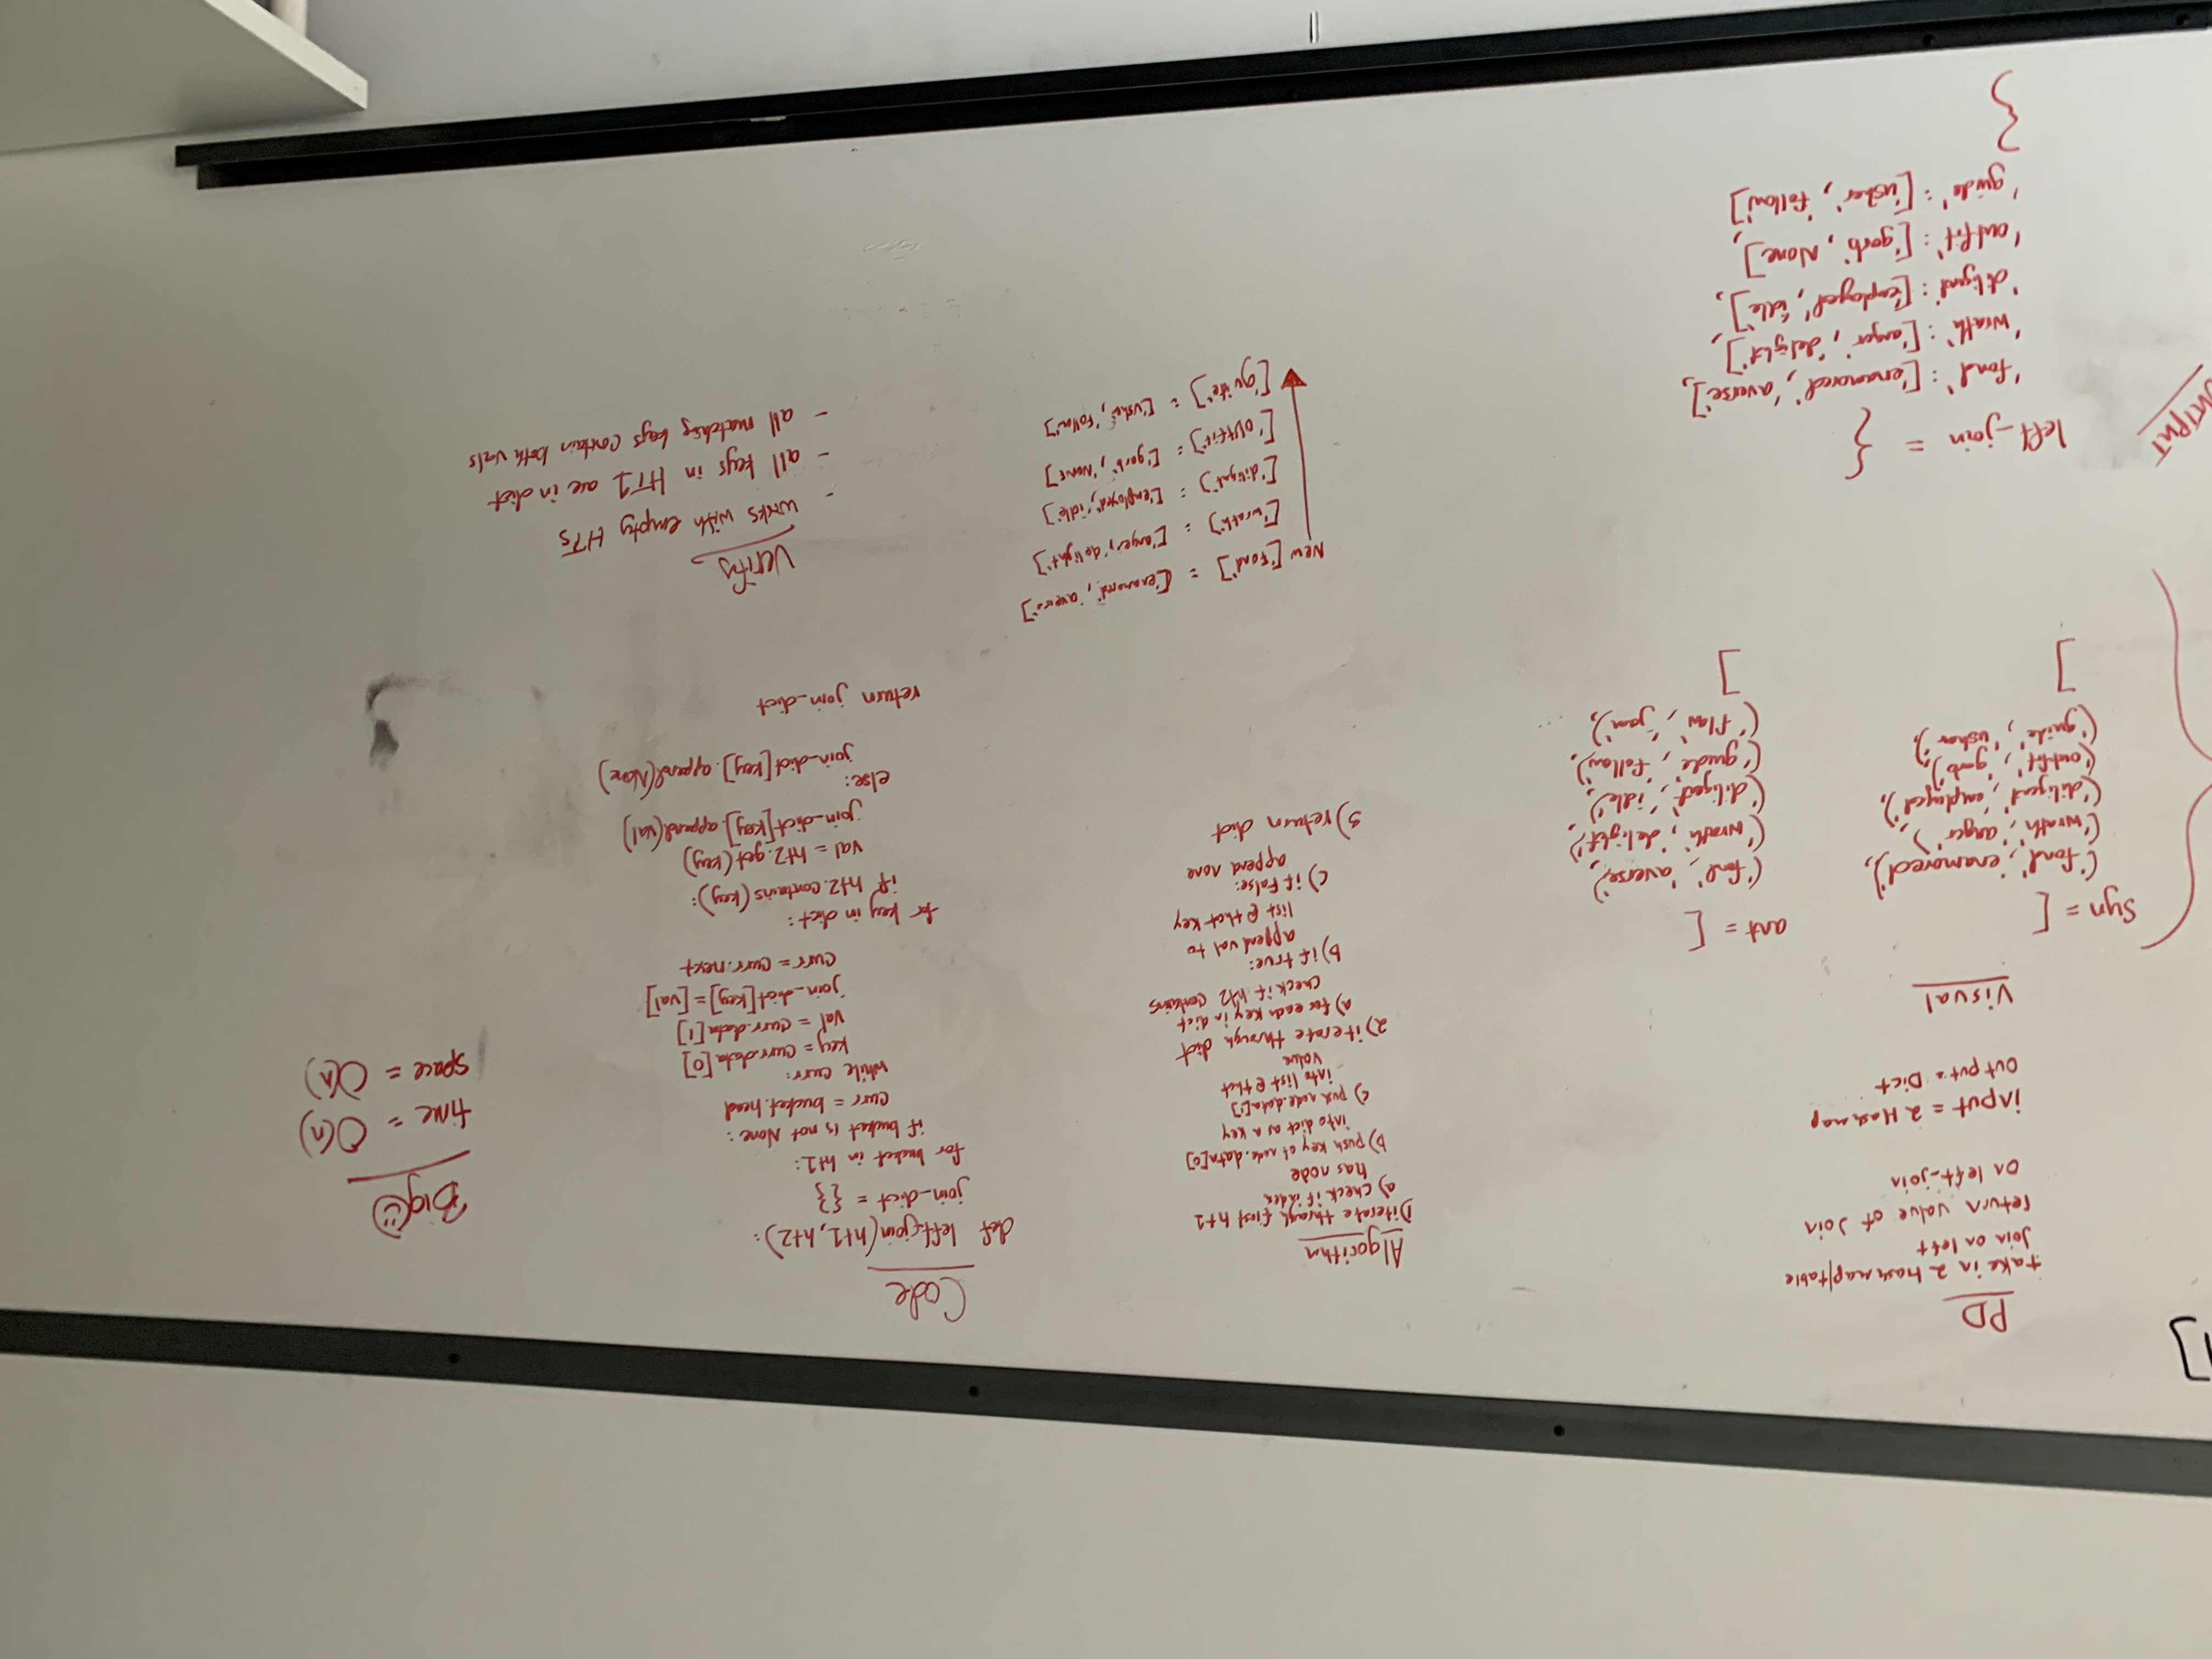 1]
PD
take in 2 Hashmap/table
Join on left
return value of Join
on left_join
input = 2 Hashmap
output = Dict
Visual
syn = [
('fond', 'enamored'),
('wrath', 'anger'),
('diligent', 'employed'),
('outfit', 'garb'),
('guide', 'usher'),
]
ant = [
('fond', 'averse'),
('wrath', 'delight'),
('diligent', 'idle'),
('guide', 'follow'),
('flow', 'jam'), ...
]
OUTPUT
left_join = {
'fond': ['enamored', 'averse'],
'wrath': ['anger', 'delight'],
'diligent': ['employed', 'idle'],
'outfit': ['garb', None],
'guide': ['usher', 'follow']
}
Algorithm
1) iterate through first ht1
a) check if index
has node
b) push key of node.data[0]
into dict as a key
c) push node.data[1]
into list @ that
value
2) iterate through dict
a) for each key in dict
check if ht2 contains
b) if true:
append val to
list @ that key
c) if False:
append none
3) return dict
New ['Fond'] = ['enamored', 'averse']
['wrath'] = ['anger', 'delight']
['diligent'] = ['employed', 'idle']
['outfit'] = ['garb', 'NONE']
['guide'] = ['usher', 'Follow']
Code
def left_join(ht1, ht2):
join_dict = {}
for bucket in ht1:
if bucket is not None:
curr = bucket.head
while curr:
key = curr.data[0]
val = curr.data[1]
join_dict[key] = [val]
curr = curr.next
for key in dict:
if ht2.contains(key):
val = ht2.get(key)
join_dict[key].append(val)
else:
join_dict[key].append(None)
return join_dict
Verify
- works with empty HTs
- all keys in HT1 are in dict
- all matching keys contain both vals
Big☺
time = O(n)
space = O(n)